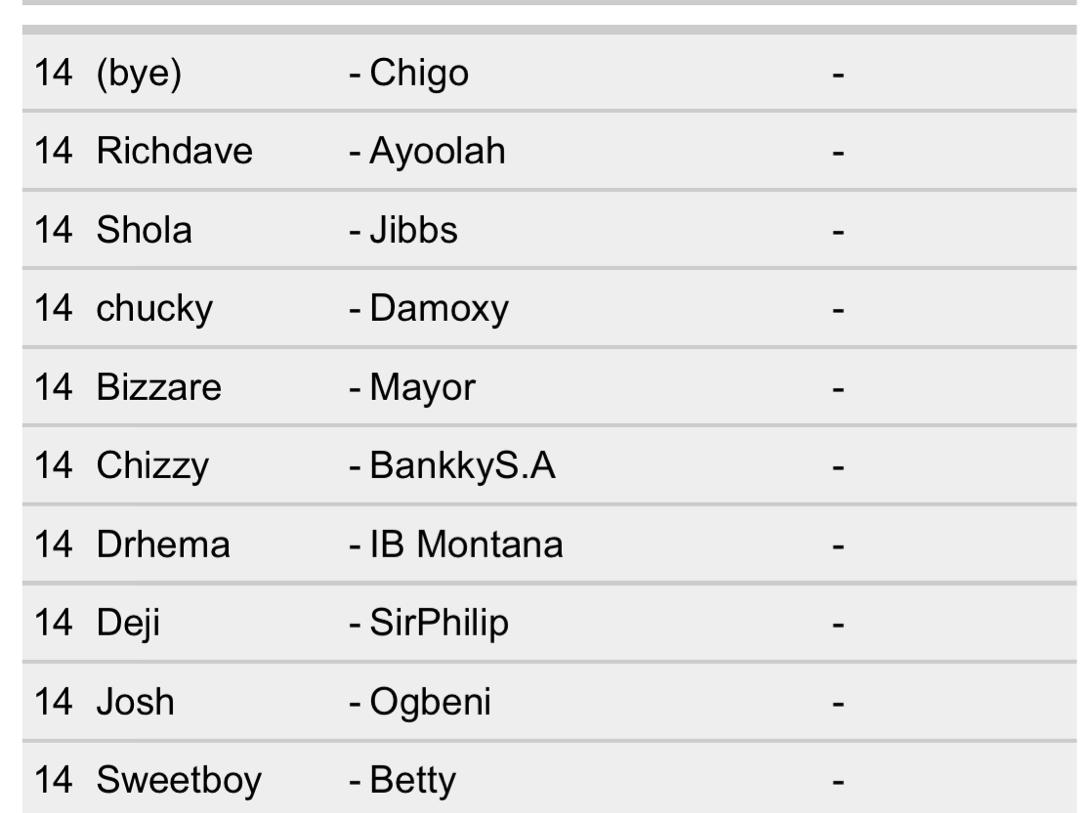 14 (bye) - Chigo -
14 Richdave - Ayoolah -
14 Shola - Jibbs -
14 chucky - Damoxy -
14 Bizzare - Mayor -
14 Chizzy - BankkyS.A -
14 Drhema - IB Montana -
14 Deji - SirPhilip -
14 Josh - Ogbeni -
14 Sweetboy - Betty -